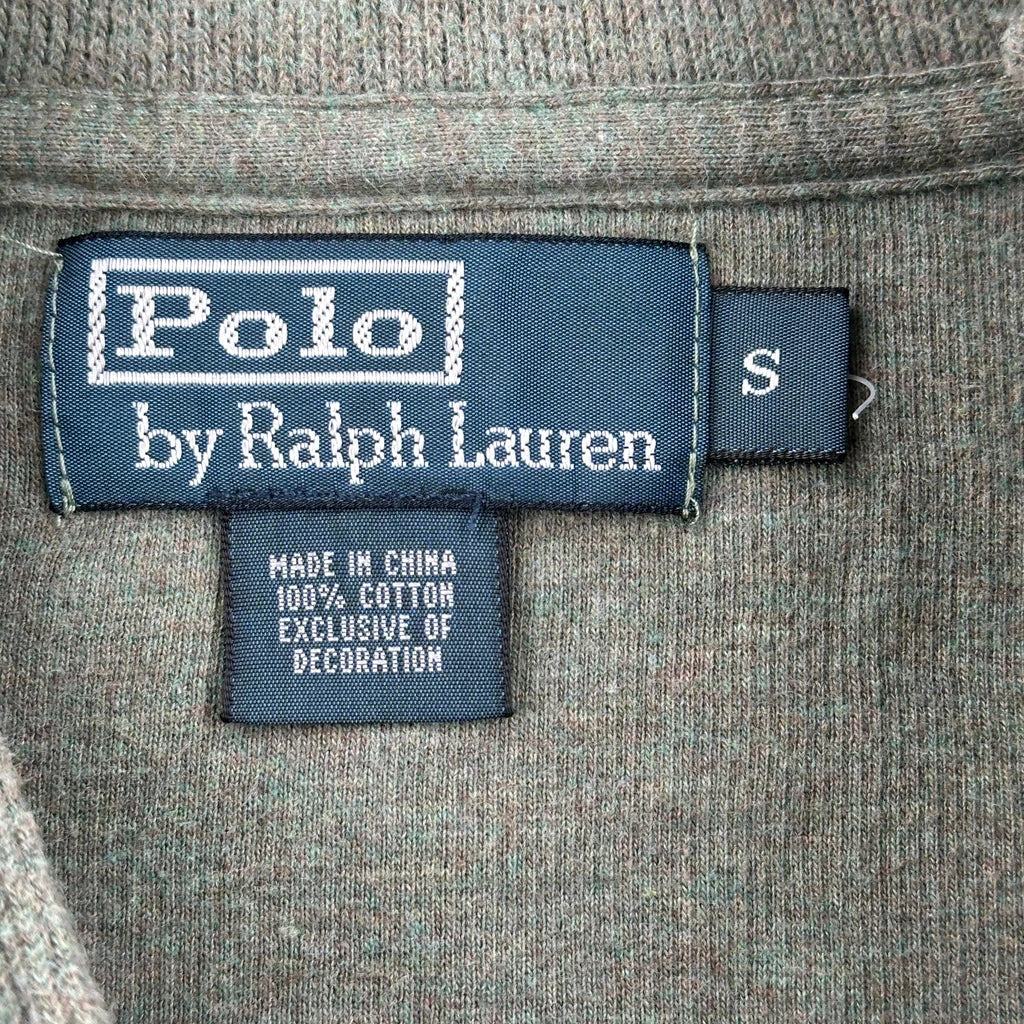 Polo
by Ralph Lauren
S
MADE IN CHINA
100% COTTON
EXCLUSIVE OF
DECORATION